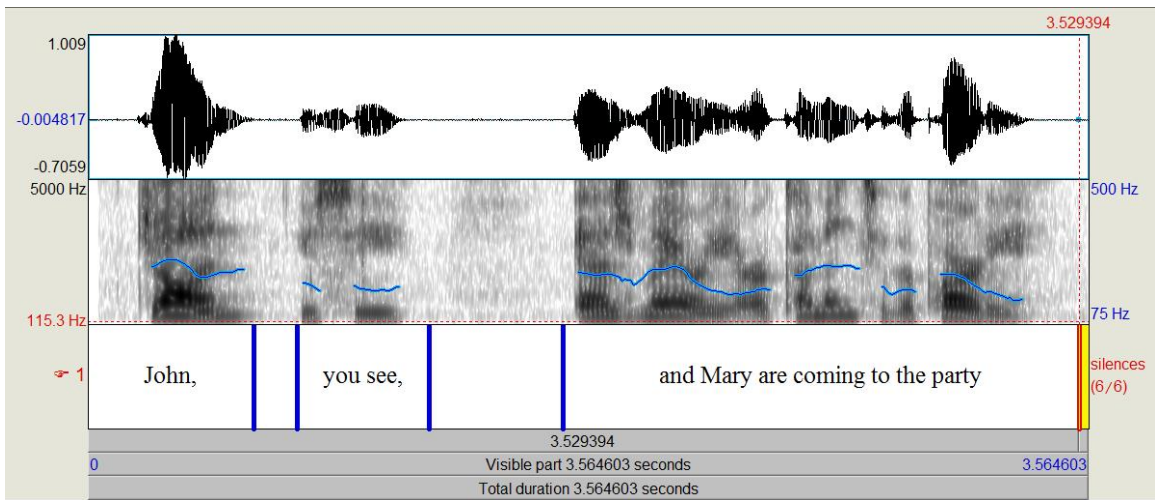 3.529394
1.009
-0.004817
-0.7059
5000 Hz 500 Hz
115.3 Hz 75 Hz
☞ 1 John, you see, and Mary are coming to the party silences
(6/6)
3.529394
0 Visible part 3.564603 seconds 3.564603
Total duration 3.564603 seconds